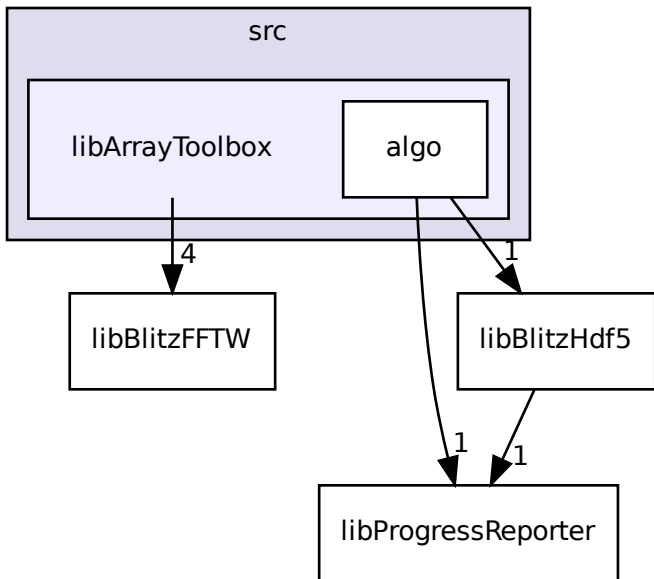 src
libArrayToolbox
algo
4
1
libBlitzFFTW
libBlitzHdf5
1
1
libProgressReporter